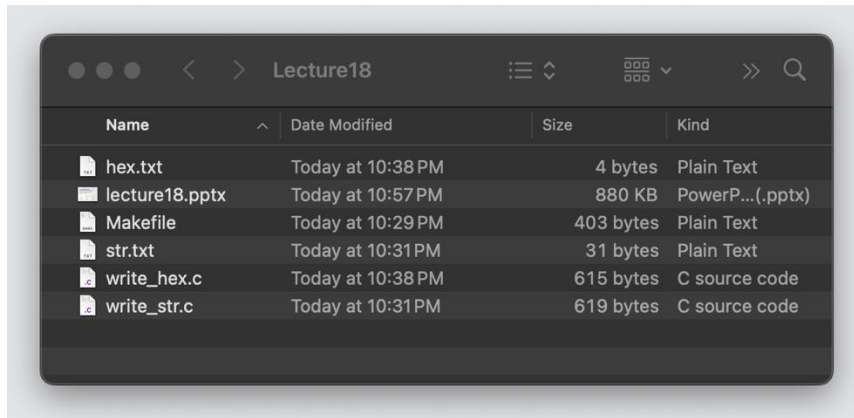 Lecture18
Name Date Modified Size Kind
hex.txt Today at 10:38 PM 4 bytes Plain Text
lecture18.pptx Today at 10:57 PM 880 KB PowerP...(.pptx)
Makefile Today at 10:29 PM 403 bytes Plain Text
str.txt Today at 10:31 PM 31 bytes Plain Text
write_hex.c Today at 10:38 PM 615 bytes C source code
write_str.c Today at 10:31 PM 619 bytes C source code